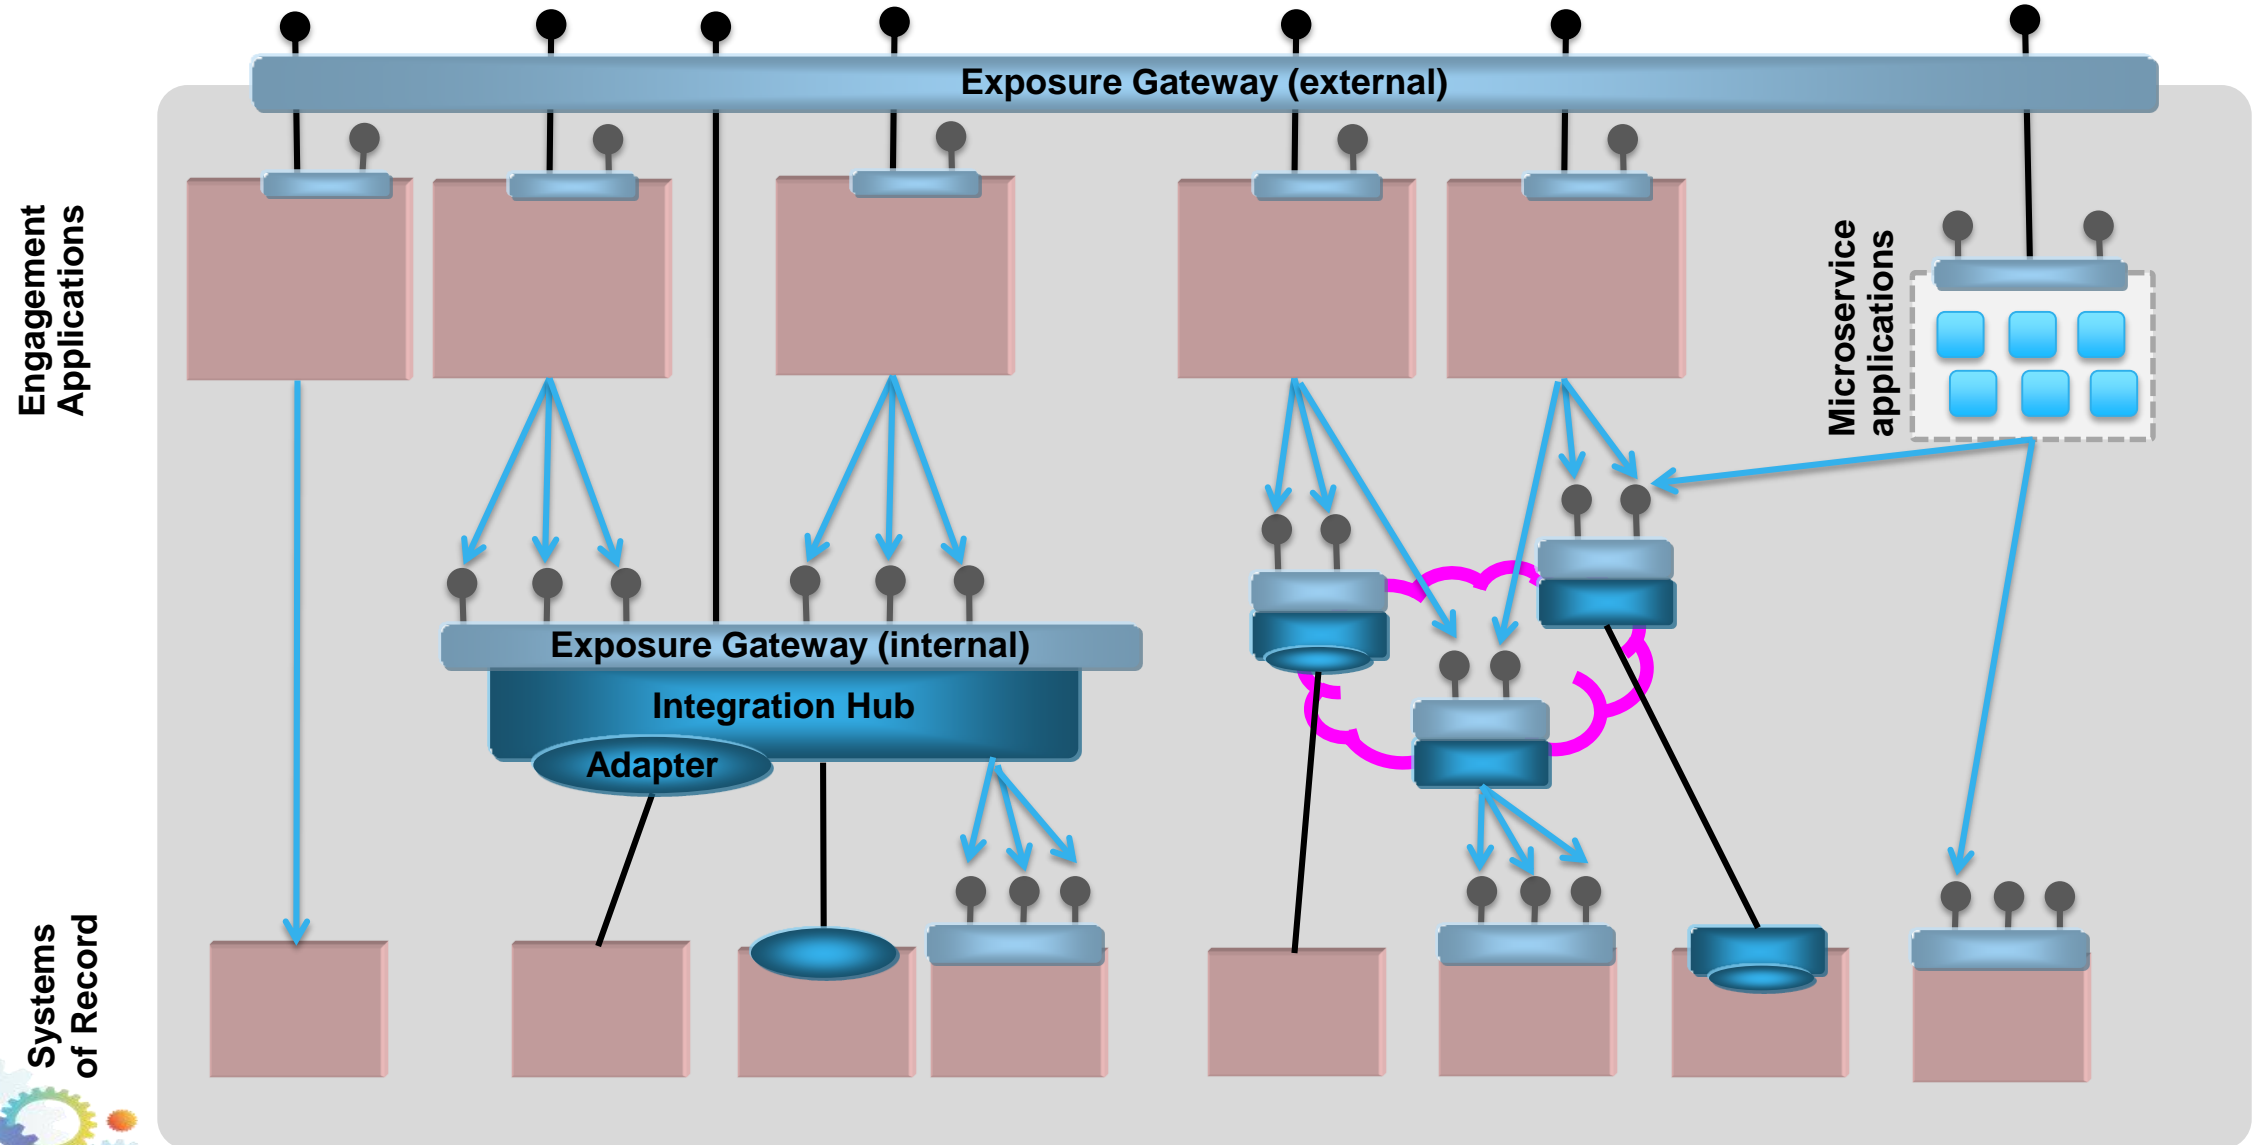 Exposure Gateway (external)
Engagement
Applications
Microservice
applications
Exposure Gateway (internal)
Integration Hub
Adapter
Systems
of Record